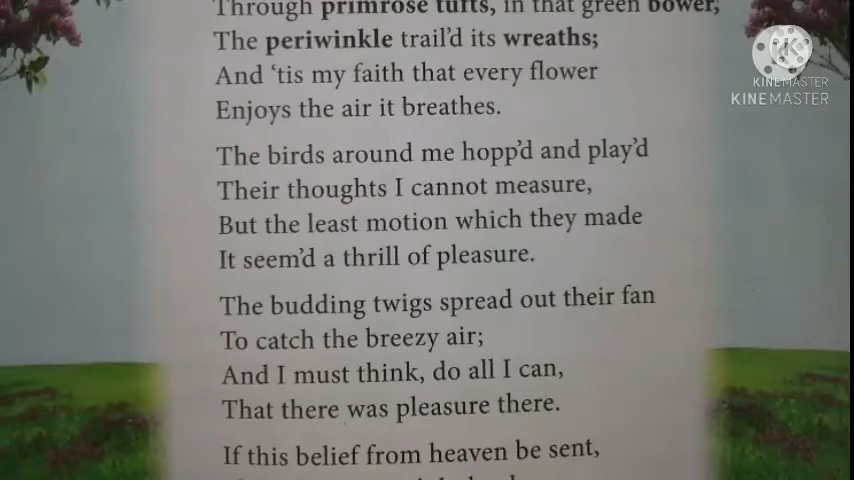 Through primrose tufts, in that green bower,
The periwinkle trail'd its wreaths;
And 'tis my faith that every flower
Enjoys the air it breathes.
The birds around me hopp'd and play'd
Their thoughts I cannot measure,
But the least motion which they made
It seem'd a thrill of pleasure.
The budding twigs spread out their fan
To catch the breezy air;
And I must think, do all I can,
That there was pleasure there.
If this belief from heaven be sent,
KINEMASTER
KINEMASTER